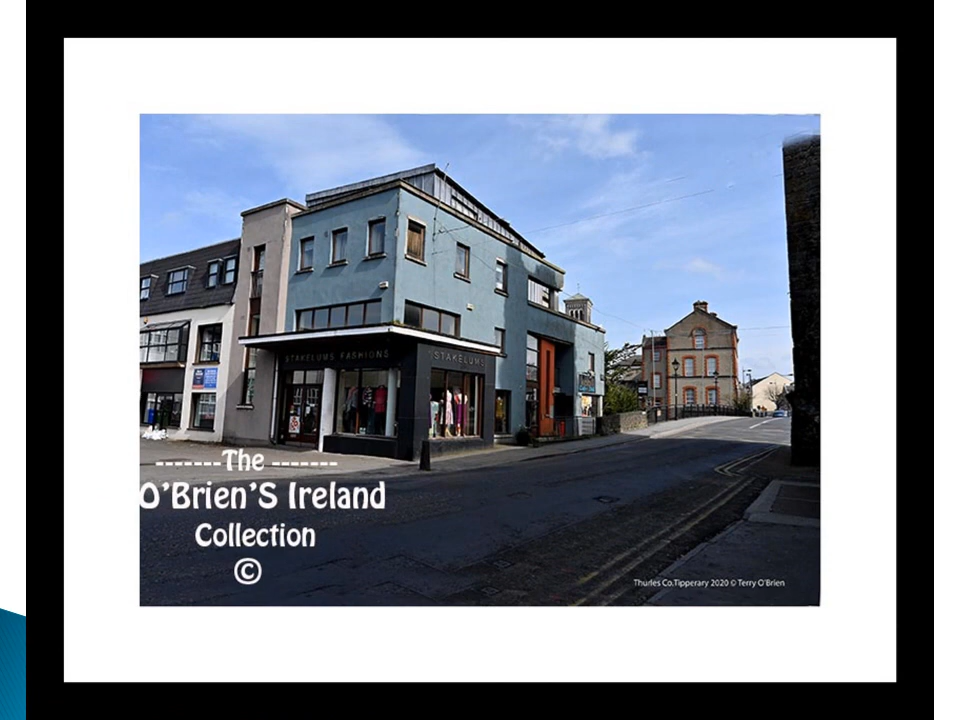 STAKELUMS FASHIONS
STAKELUMS
-------The -------
O'Brien'S Ireland
Collection
©
Thurles Co.Tipperary 2020 © Terry O'Brien